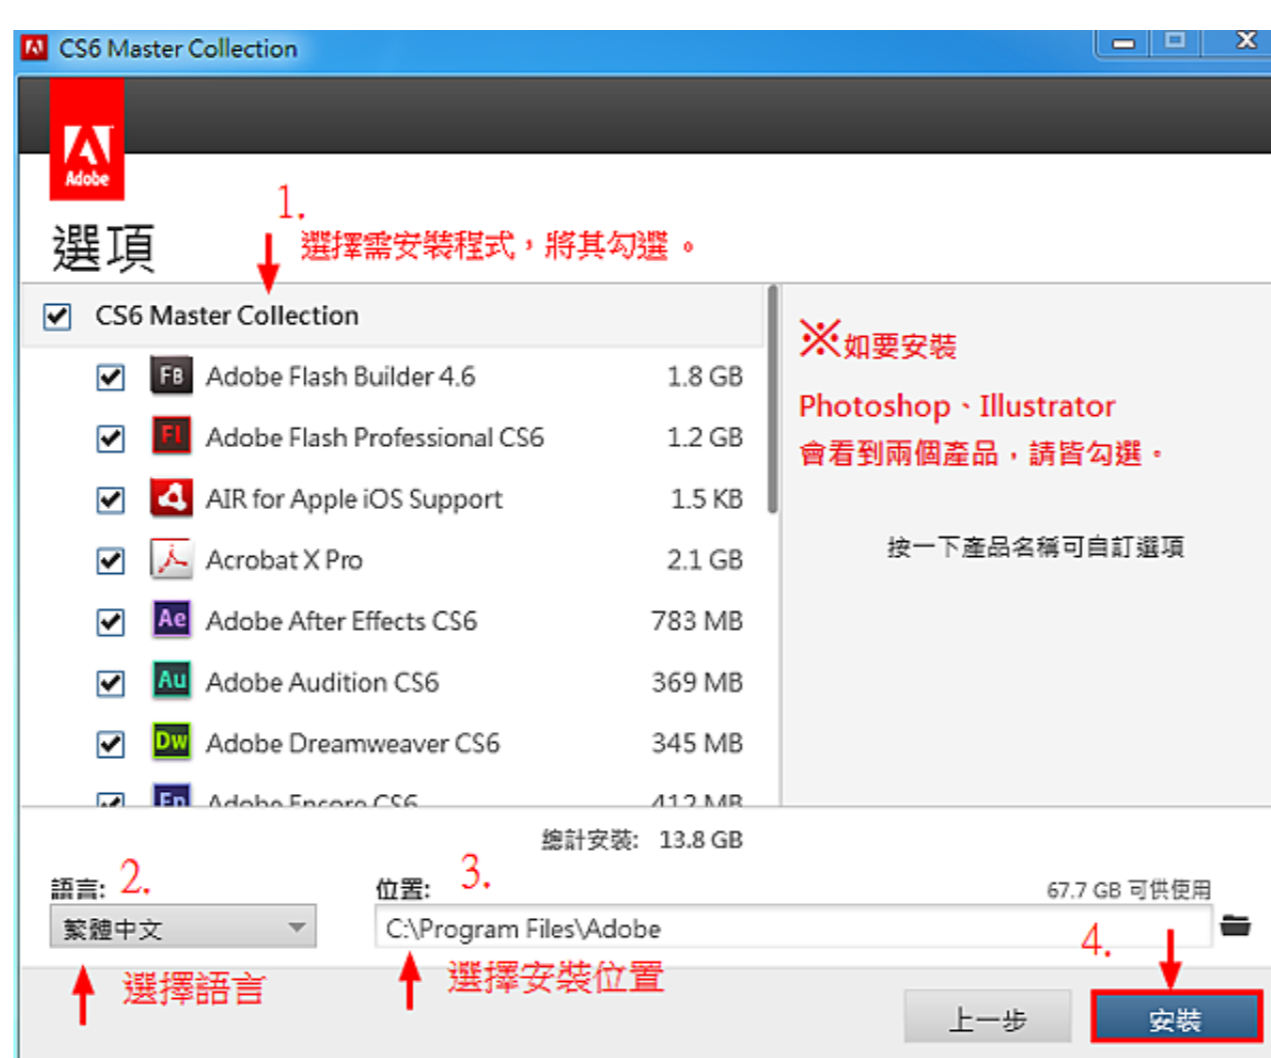 CS6 Master Collection
Adobe
選項
1.
選擇需安裝程式，將其勾選。
CS6 Master Collection
FB Adobe Flash Builder 4.6 1.8 GB
Fl Adobe Flash Professional CS6 1.2 GB
AIR for Apple iOS Support 1.5 KB
Acrobat X Pro 2.1 GB
Ae Adobe After Effects CS6 783 MB
Au Adobe Audition CS6 369 MB
Dw Adobe Dreamweaver CS6 345 MB
En Adobe Encore CS6 412 MB
※如要安裝
Photoshop、Illustrator
會看到兩個產品，請皆勾選。
按一下產品名稱可自訂選項
總計安裝: 13.8 GB
語言: 2.
位置: 3.
67.7 GB 可供使用
繁體中文
C:\Program Files\Adobe
4.
選擇語言
選擇安裝位置
上一步
安裝